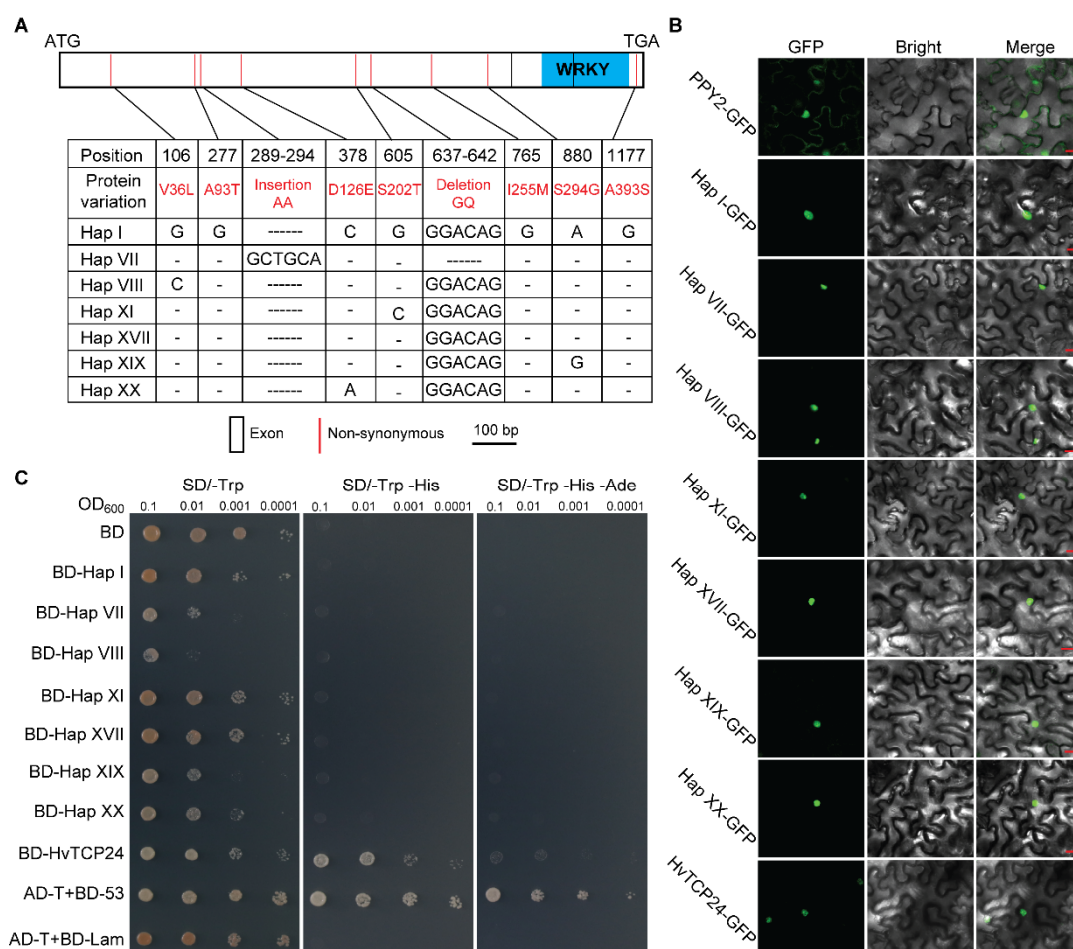 A
ATG
TGA
WRKY
Position 106 277 289-294 378 605 637-642 765 880 1177
Protein variation V36L A93T Insertion AA D126E S202T Deletion GQ I255M S294G A393S
Hap I G G ------ C G GGACAG G A G
Hap VII - - GCTGCA - - ------ - - -
Hap VIII C - ------ - - GGACAG - - -
Hap XI - - ------ - C GGACAG - - -
Hap XVII - - ------ - - GGACAG - - -
Hap XIX - - ------ - - GGACAG - G -
Hap XX - - ------ A - GGACAG - - -
Exon Non-synonymous 100 bp
B
GFP Bright Merge
PPY2-GFP
Hap I-GFP
Hap VII-GFP
Hap VIII-GFP
Hap XI-GFP
Hap XVII-GFP
Hap XIX-GFP
Hap XX-GFP
HvTCP24-GFP
C
SD/-Trp SD/-Trp -His SD/-Trp -His -Ade
OD600 0.1 0.01 0.001 0.0001 0.1 0.01 0.001 0.0001 0.1 0.01 0.001 0.0001
BD
BD-Hap I
BD-Hap VII
BD-Hap VIII
BD-Hap XI
BD-Hap XVII
BD-Hap XIX
BD-Hap XX
BD-HvTCP24
AD-T+BD-53
AD-T+BD-Lam